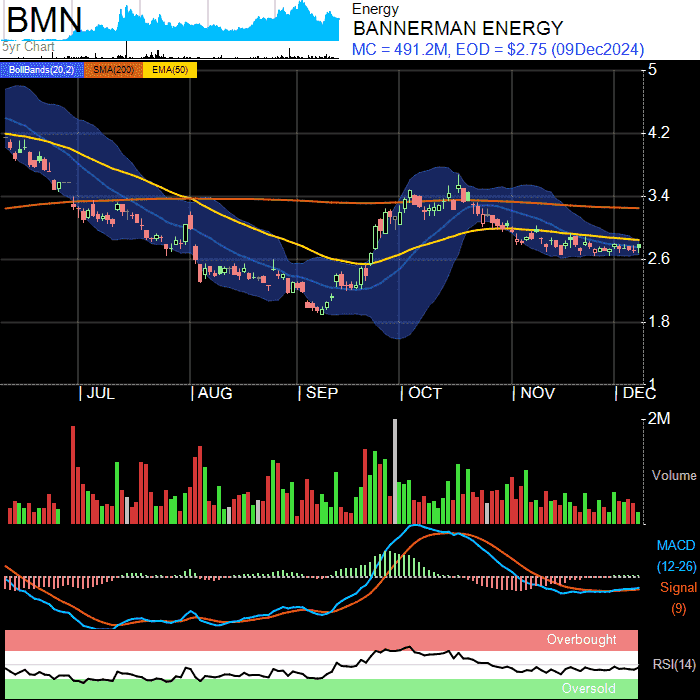 BMN
5yr Chart
Energy
BANNERMAN ENERGY
MC = 491.2M, EOD = $2.75 (09Dec2024)
BollBands(20,2) SMA(200) EMA(50)
5
4.2
3.4
2.6
1.8
1
JUL AUG SEP OCT NOV DEC
2M
Volume
MACD
(12-26)
Signal
(9)
Overbought
RSI(14)
Oversold